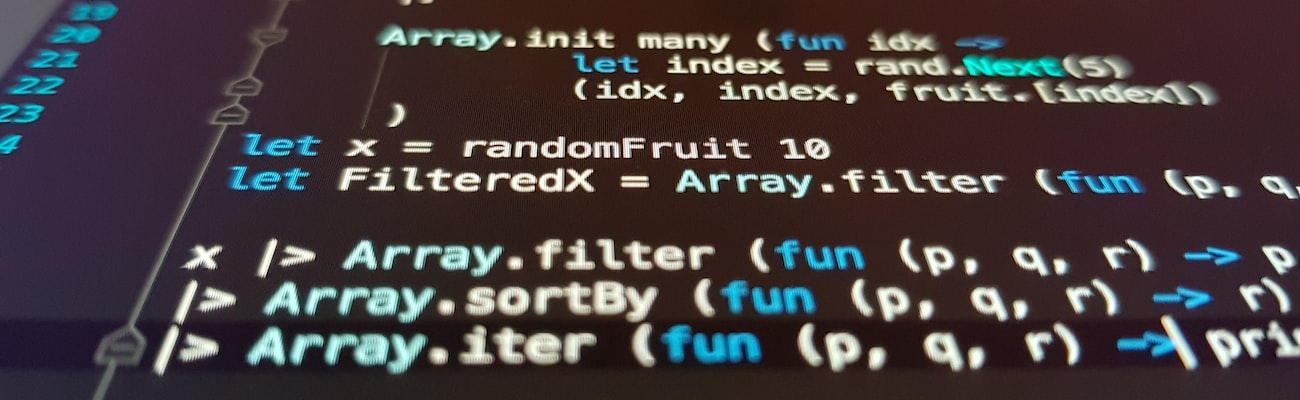 19
20
Array.init many (fun idx ->
21
let index = rand.Next(5)
22
(idx, index, fruit.[index])
23
)
4
let x = randomFruit 10
let FilteredX = Array.filter (fun (p, q,
x |> Array.filter (fun (p, q, r) -> p
|> Array.sortBy (fun (p, q, r) -> r)
|> Array.iter (fun (p, q, r) -> pri